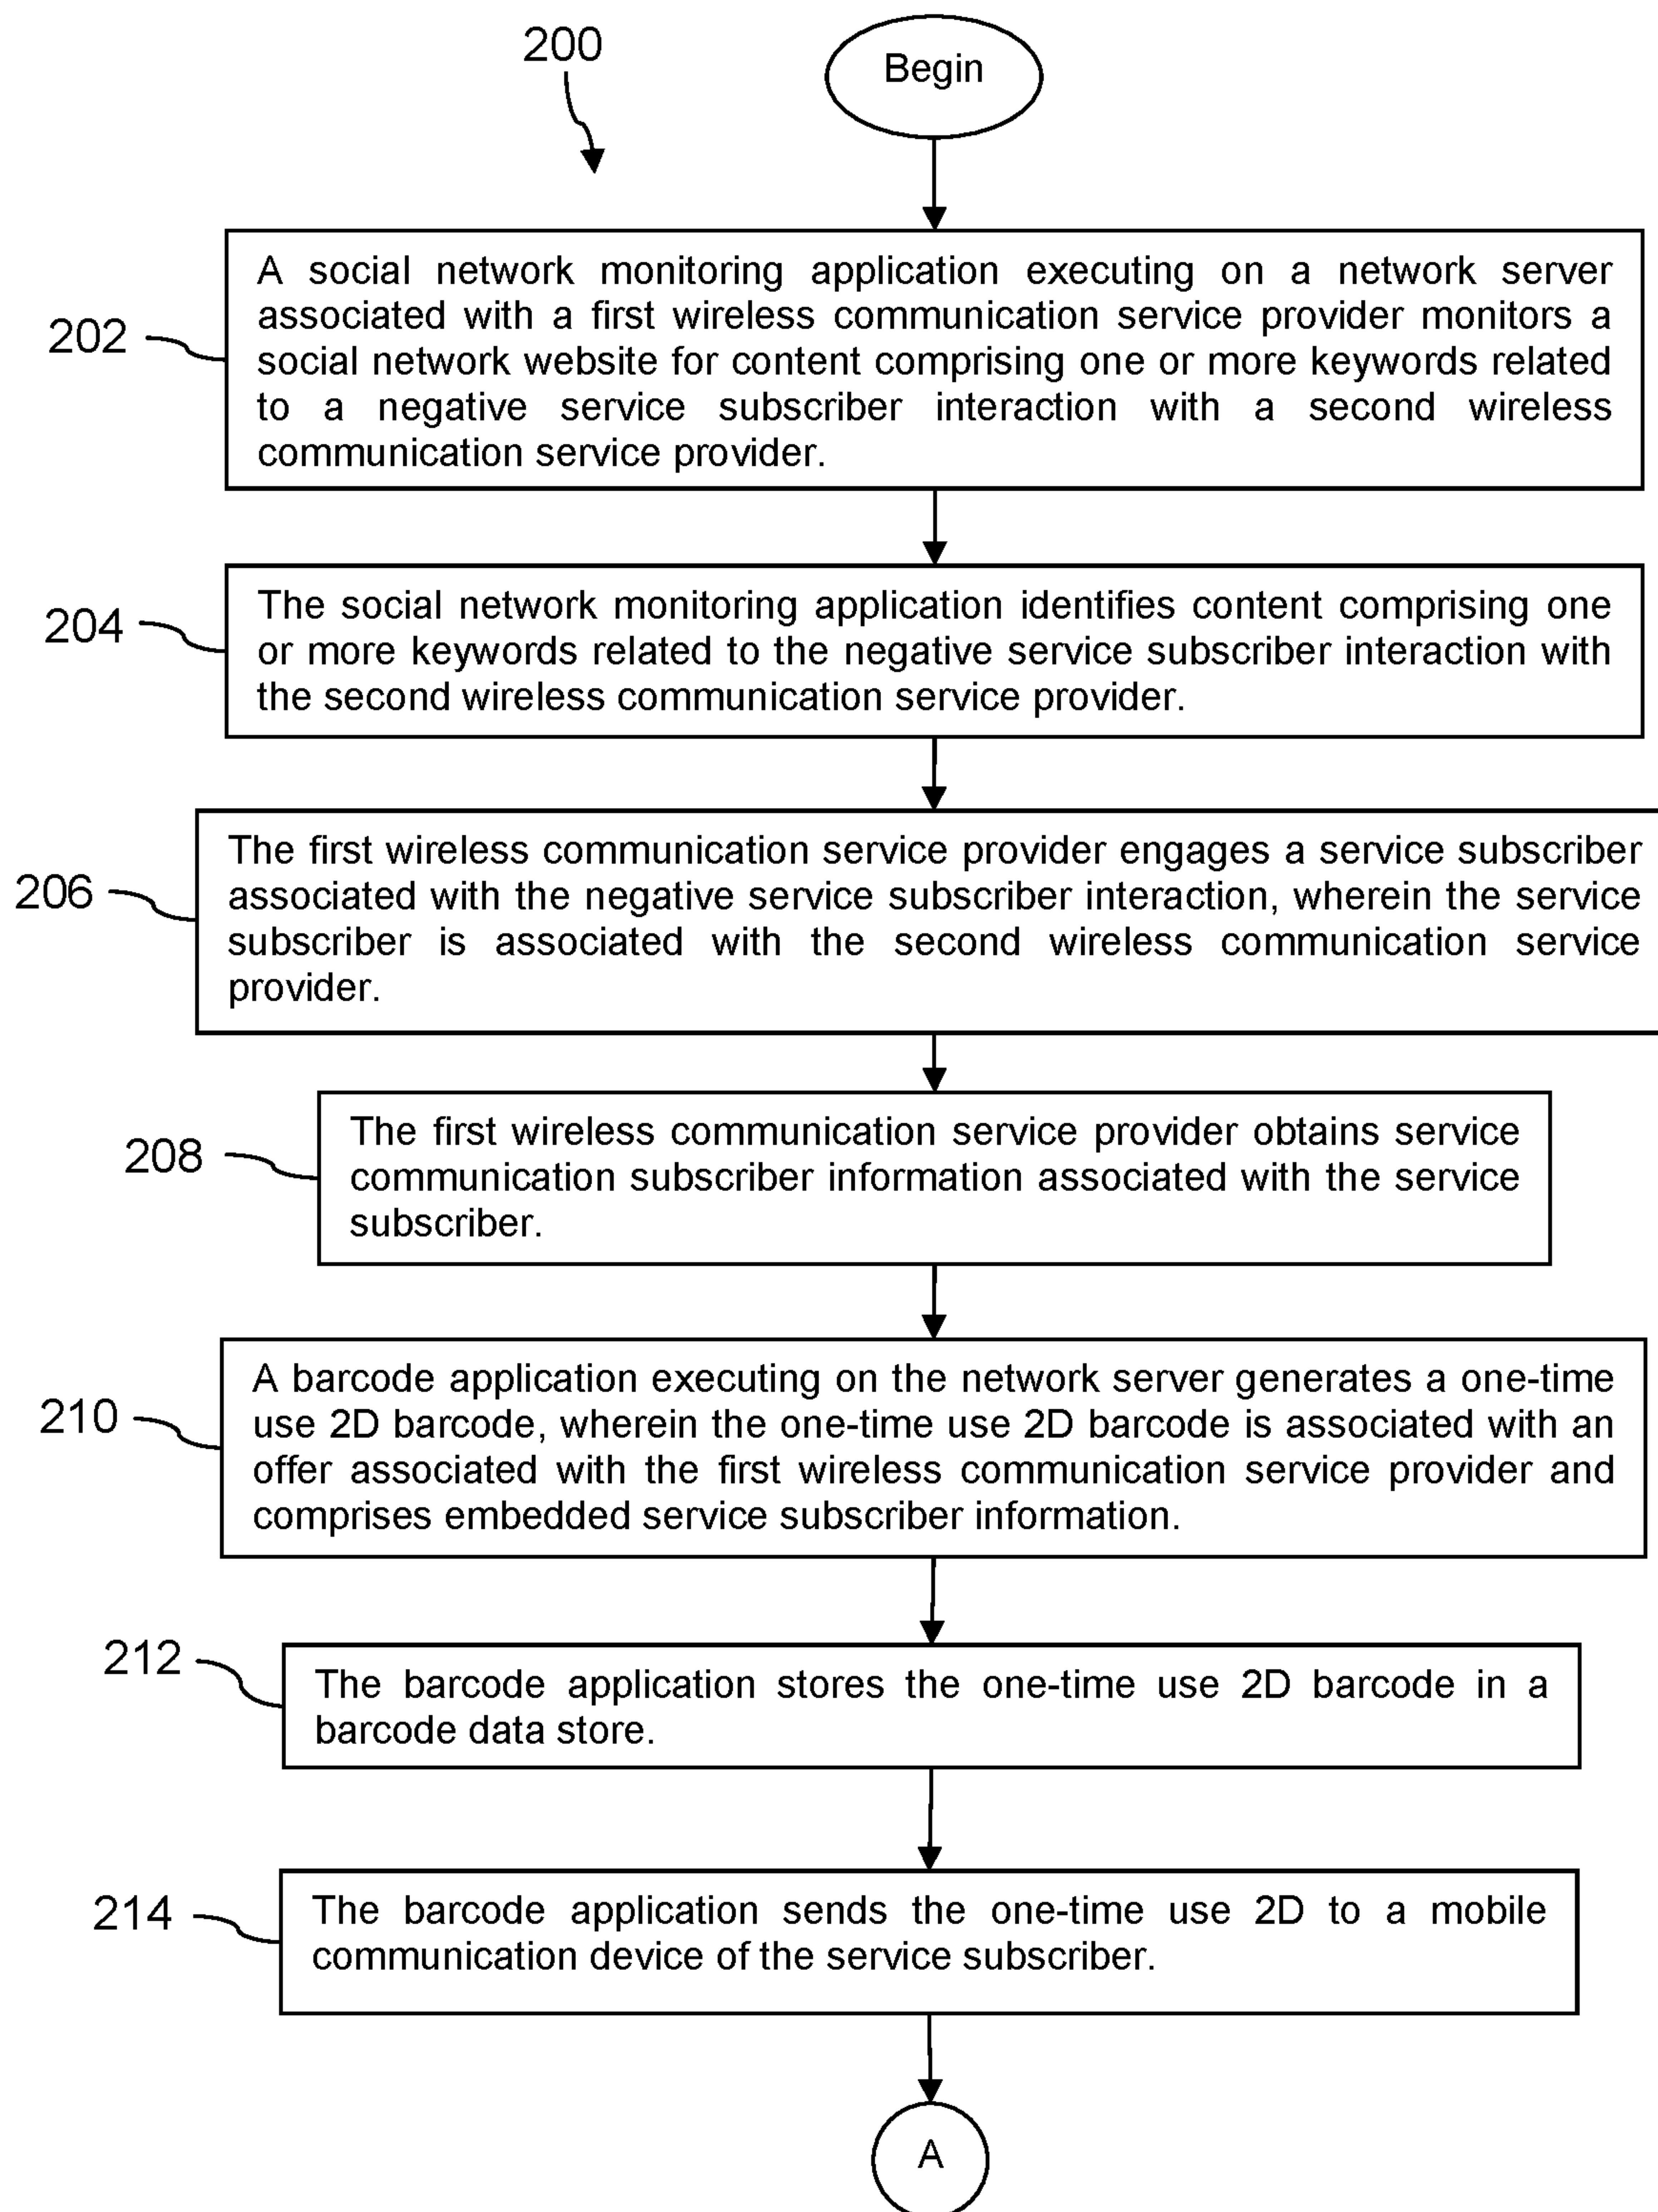 200
Begin
202
A social network monitoring application executing on a network server
associated with a first wireless communication service provider monitors a
social network website for content comprising one or more keywords related
to a negative service subscriber interaction with a second wireless
communication service provider.
204
The social network monitoring application identifies content comprising one
or more keywords related to the negative service subscriber interaction with
the second wireless communication service provider.
206
The first wireless communication service provider engages a service subscriber
associated with the negative service subscriber interaction, wherein the service
subscriber is associated with the second wireless communication service
provider.
208
The first wireless communication service provider obtains service
communication subscriber information associated with the service
subscriber.
210
A barcode application executing on the network server generates a one-time
use 2D barcode, wherein the one-time use 2D barcode is associated with an
offer associated with the first wireless communication service provider and
comprises embedded service subscriber information.
212
The barcode application stores the one-time use 2D barcode in a
barcode data store.
214
The barcode application sends the one-time use 2D to a mobile
communication device of the service subscriber.
A